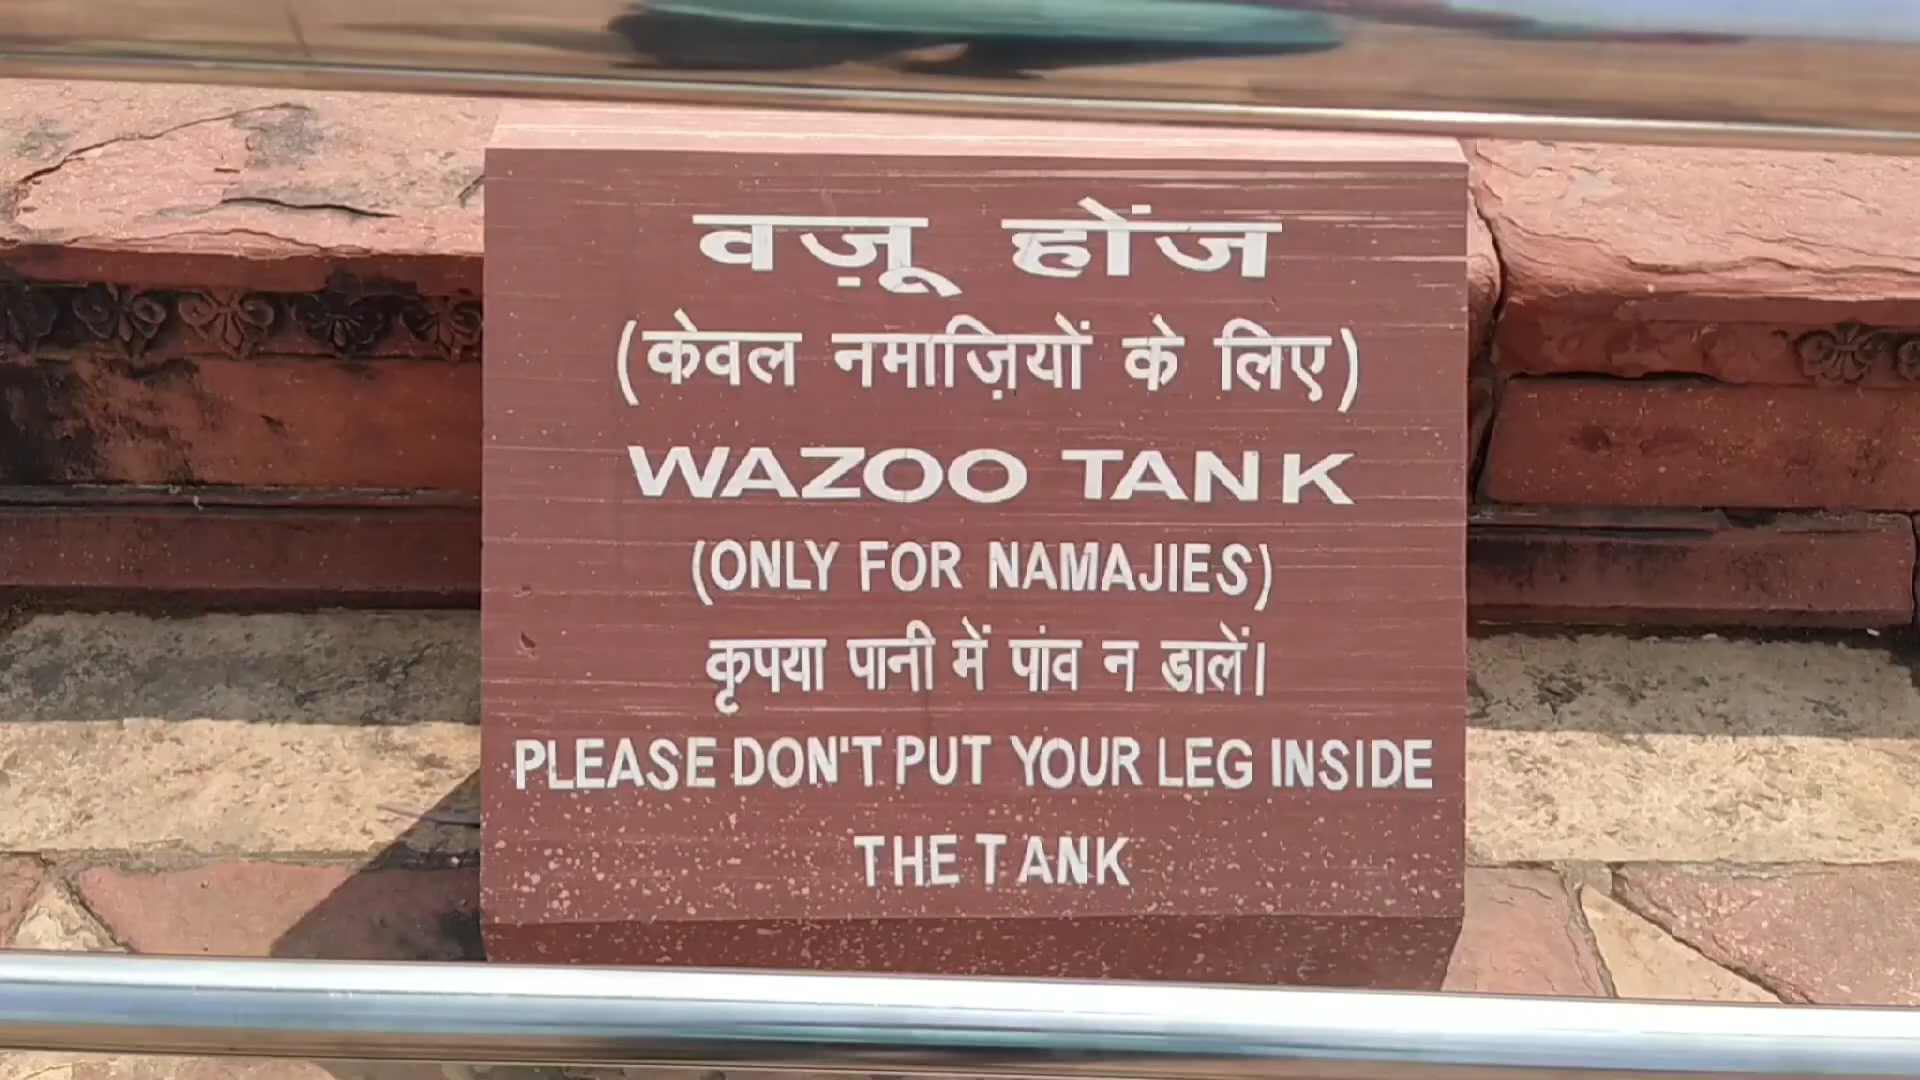 वज़ू होंज
(केवल नमाज़ियों के लिए)
WAZOO TANK
(ONLY FOR NAMAJIES)
कृपया पानी में पांव न डालें।
PLEASE DON'T PUT YOUR LEG INSIDE
THE TANK